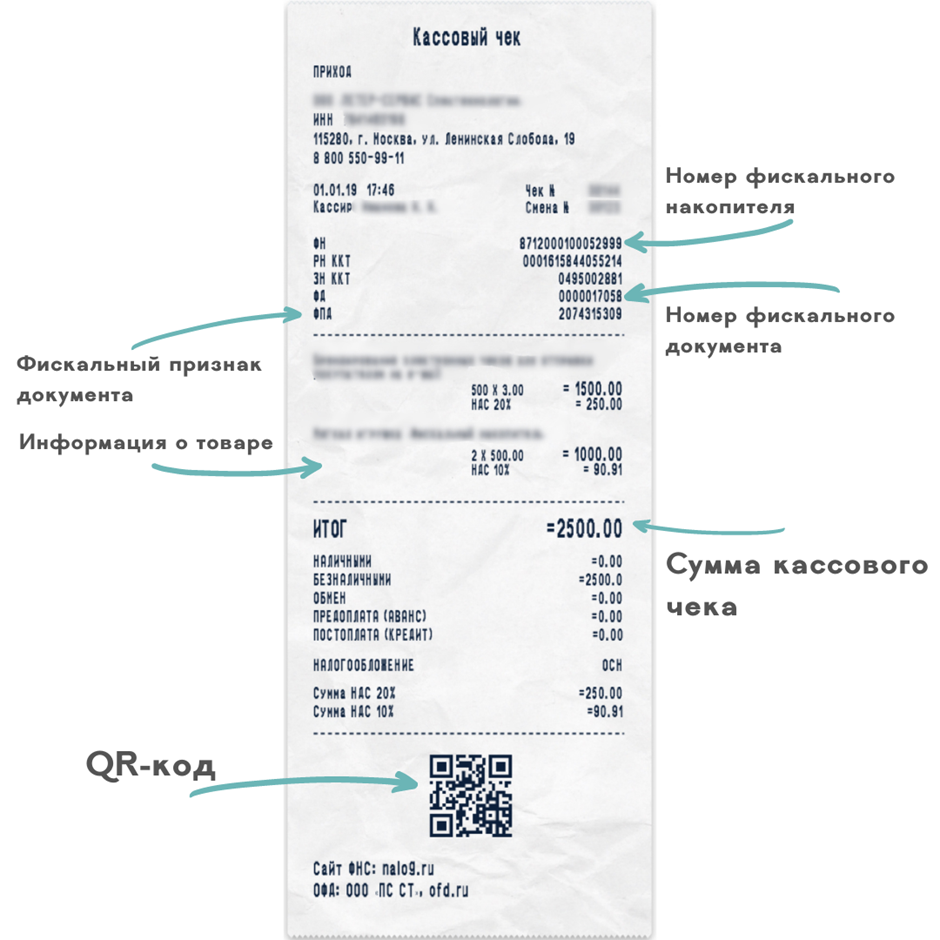 Кассовый чек
ПРИХОД
ИНН
115280, г. Москва, ул. Ленинская Слобода, 19
8 800 550-99-11
01.01.19 17:46 Чек №
Кассир Смена №
Номер фискального
накопителя
ФН 8712000100052999
РН ККТ 0001615844055214
ЗН ККТ 0495002881
ФД 0000017058
ФПД 2074315309
Номер фискального
документа
Фискальный признак
документа
500 X 3.00 = 1500.00
НДС 20% = 250.00
Информация о товаре
2 X 500.00 = 1000.00
НДС 10% = 90.91
ИТОГ =2500.00
Сумма кассового
чека
НАЛИЧНЫМИ =0.00
БЕЗНАЛИЧНЫМИ =2500.0
ОБМЕН =0.00
ПРЕДОПЛАТА (АВАНС) =0.00
ПОСТОПЛАТА (КРЕДИТ) =0.00
НАЛОГООБЛОЖЕНИЕ ОСН
Сумма НДС 20% =250.00
Сумма НДС 10% =90.91
QR-код
Сайт ФНС: nalog.ru
ОФД: ООО «ПС СТ», ofd.ru